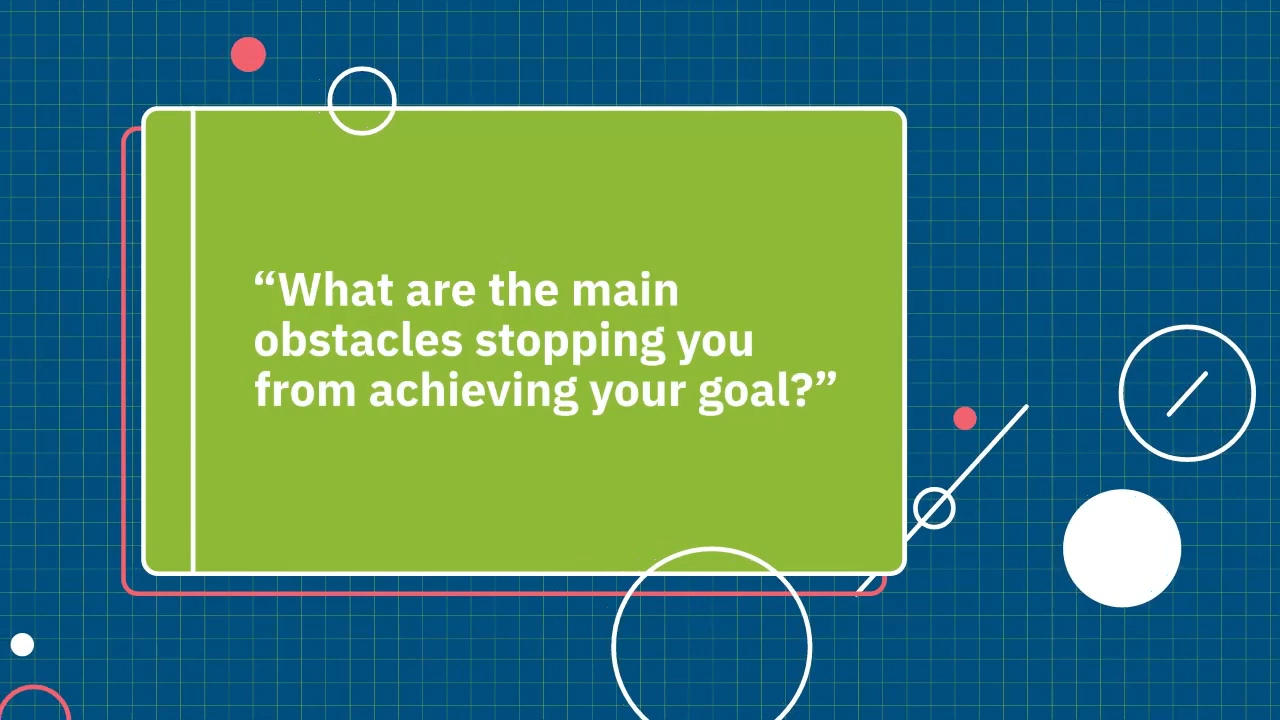 “What are the main
obstacles stopping you
from achieving your goal?”